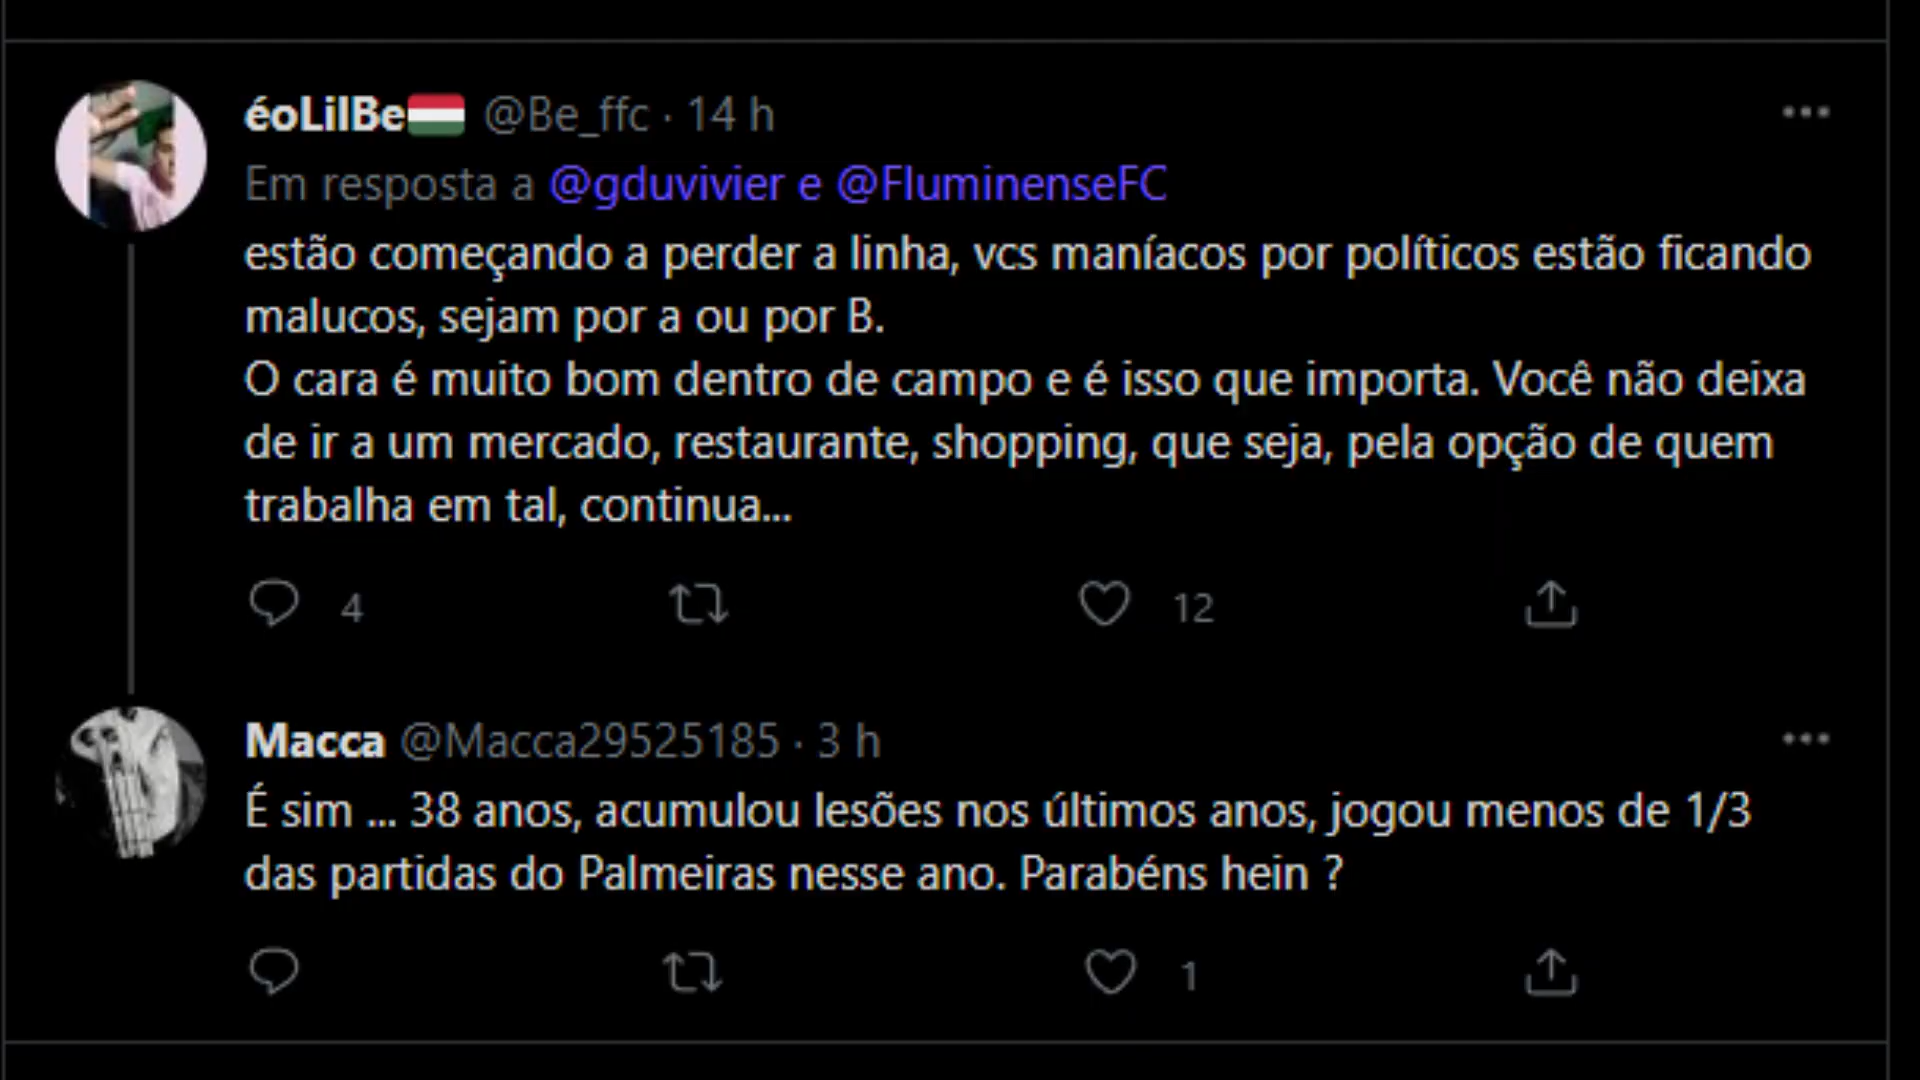 éoLilBe🇭🇺 @Be_ffc · 14 h
Em resposta a @gduvivier e @FluminenseFC
estão começando a perder a linha, vcs maníacos por políticos estão ficando
malucos, sejam por a ou por B.
O cara é muito bom dentro de campo e é isso que importa. Você não deixa
de ir a um mercado, restaurante, shopping, que seja, pela opção de quem
trabalha em tal, continua...
4 12
Macca @Macca29525185 · 3 h
É sim ... 38 anos, acumulou lesões nos últimos anos, jogou menos de 1/3
das partidas do Palmeiras nesse ano. Parabéns hein ?
1